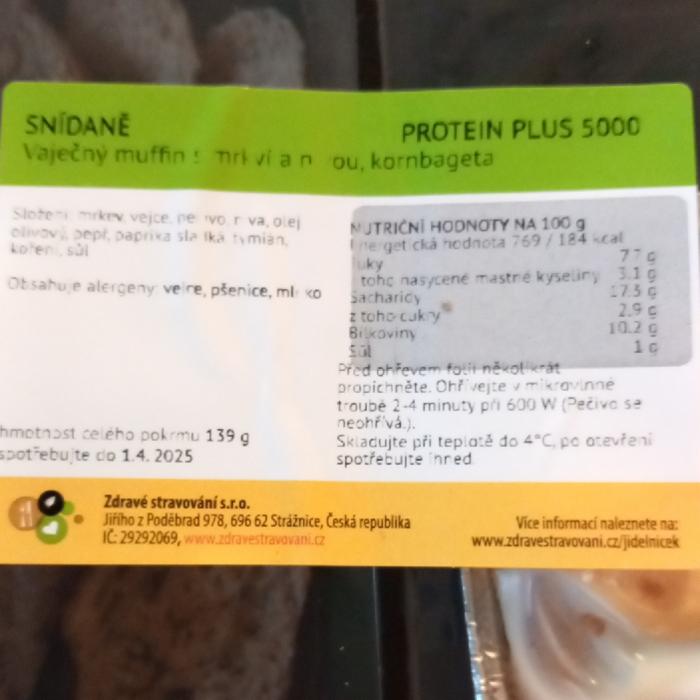 SNÍDANĚ
PROTEIN PLUS 5000
Vaječný muffin s mrkví a n ou, kornbageta
Složení: mrkev, vejce, olej
olivový, pepř, paprika sladká, tymián,
koření, sůl
Obsahuje alergeny: vejce, pšenice, mléko
hmotnost celého pokrmu 139 g
spotřebujte do 1.4. 2025
NUTRIČNÍ HODNOTY NA 100 g
Energetická hodnota 769 / 184 kcal
Tuky 7.7 g
z toho nasycené mastné kyseliny 3.1 g
Sacharidy 17.3 g
z toho cukry 2.9 g
Bílkoviny 10.2 g
Sůl 1 g
Před ohřevem folii několikrát
propíchněte. Ohřívejte v mikrovlnné
troubě 2-4 minuty při 600 W (Pečivo se
neohřívá.).
Skladujte při teplotě do 4°C, po otevření
spotřebujte ihned.
Zdravé stravování s.r.o.
Jiřího z Poděbrad 978, 696 62 Strážnice, Česká republika
IČ: 29292069, www.zdravestravovani.cz
Více informací naleznete na:
www.zdravestravovani.cz/jidelnicek